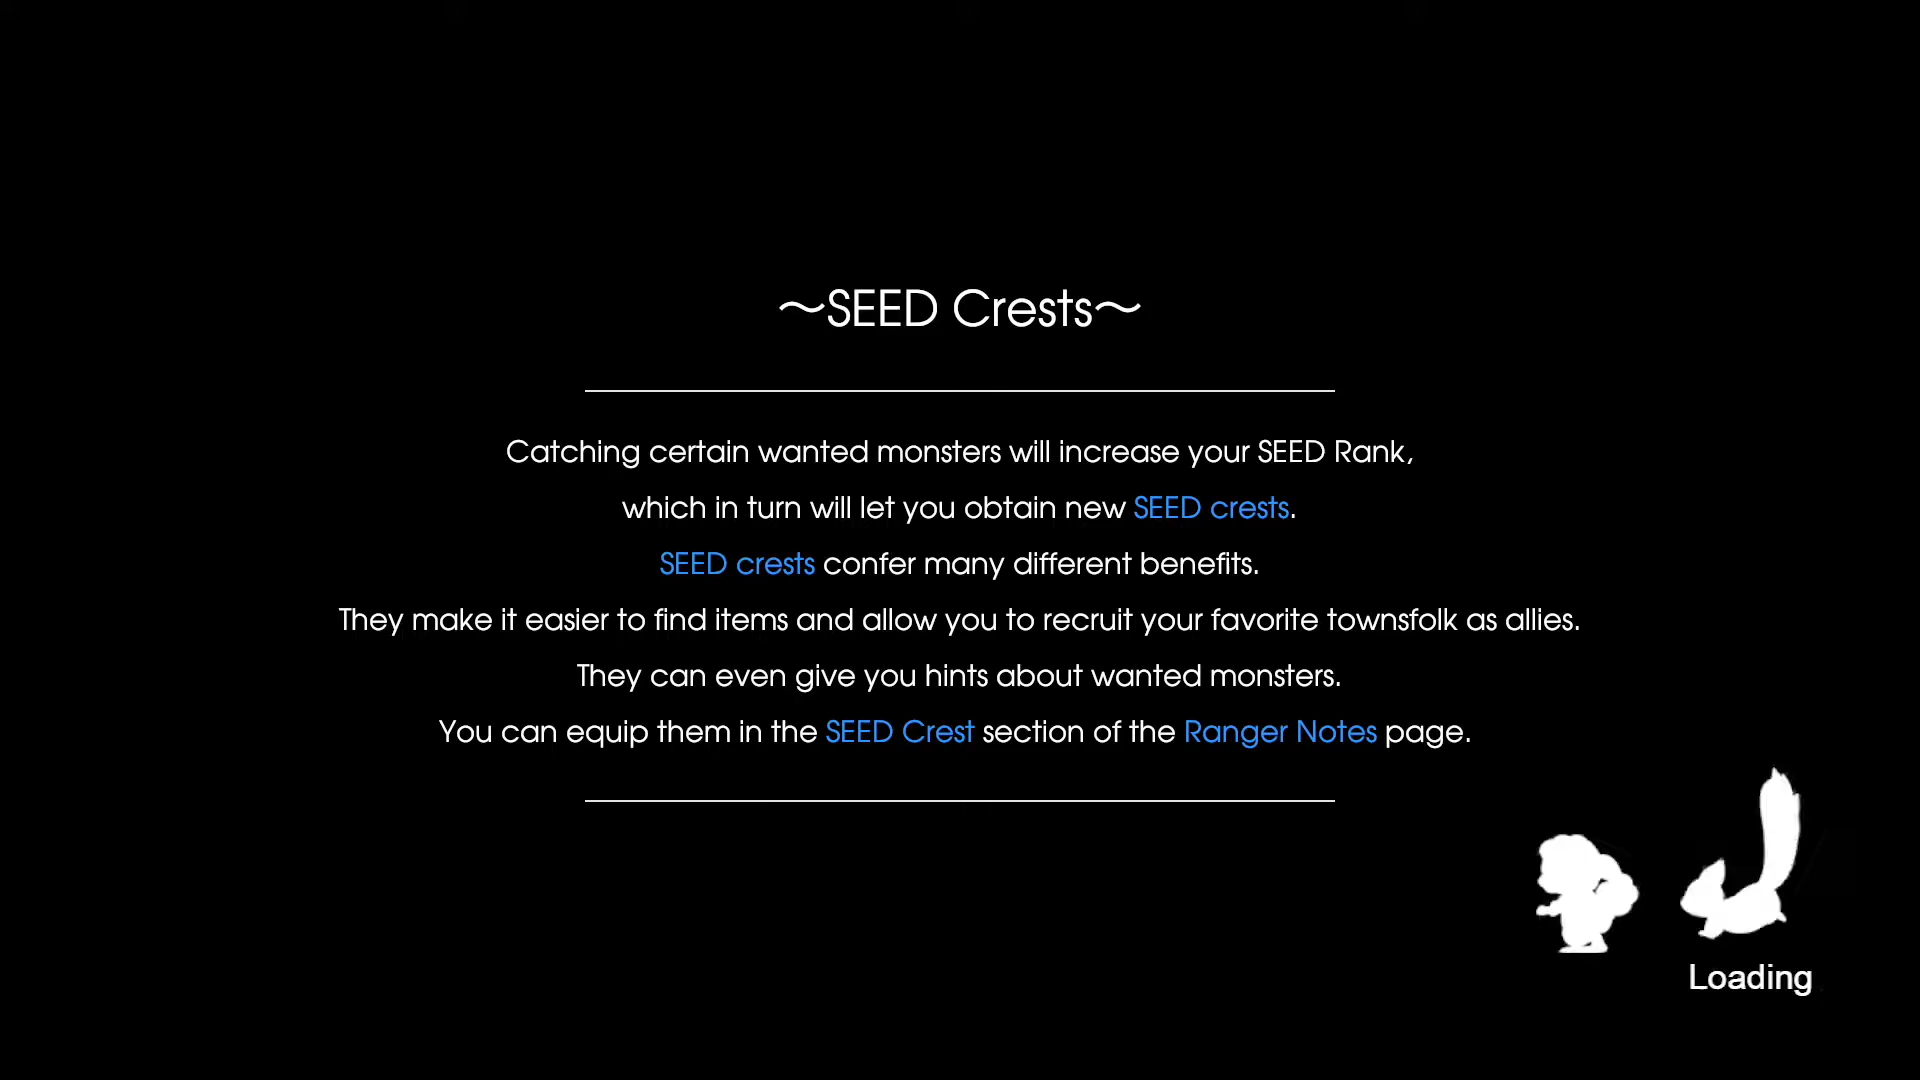 ～SEED Crests～
Catching certain wanted monsters will increase your SEED Rank,
which in turn will let you obtain new SEED crests.
SEED crests confer many different benefits.
They make it easier to find items and allow you to recruit your favorite townsfolk as allies.
They can even give you hints about wanted monsters.
You can equip them in the SEED Crest section of the Ranger Notes page.
Loading